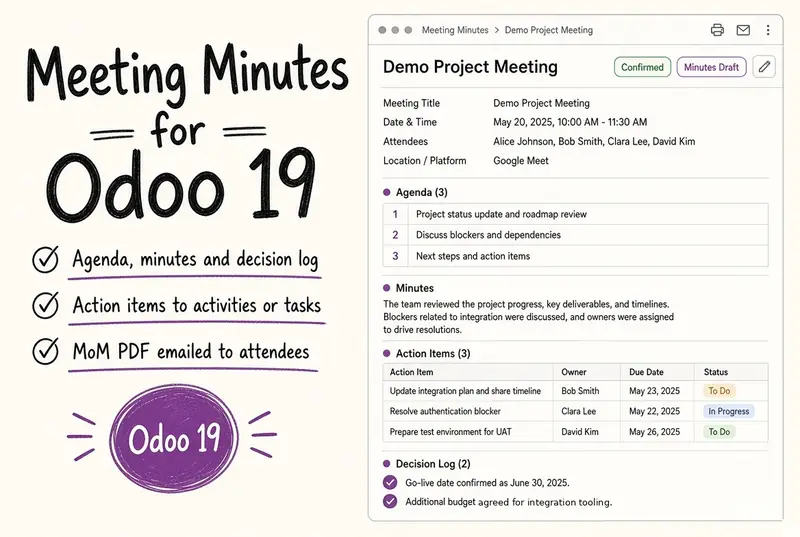 Meeting Minutes
for
Odoo 19
Agenda, minutes and decision log
Action items to activities or tasks
MoM PDF emailed to attendees
Odoo 19
Meeting Minutes > Demo Project Meeting
Demo Project Meeting
Confirmed
Minutes Draft
Meeting Title Demo Project Meeting
Date & Time May 20, 2025, 10:00 AM - 11:30 AM
Attendees Alice Johnson, Bob Smith, Clara Lee, David Kim
Location / Platform Google Meet
Agenda (3)
1 Project status update and roadmap review
2 Discuss blockers and dependencies
3 Next steps and action items
Minutes
The team reviewed the project progress, key deliverables, and timelines.
Blockers related to integration were discussed, and owners were assigned
to drive resolutions.
Action Items (3)
Action Item Owner Due Date Status
Update integration plan and share timeline Bob Smith May 23, 2025 To Do
Resolve authentication blocker Clara Lee May 22, 2025 In Progress
Prepare test environment for UAT David Kim May 26, 2025 To Do
Decision Log (2)
Go-live date confirmed as June 30, 2025.
Additional budget agreed for integration tooling.